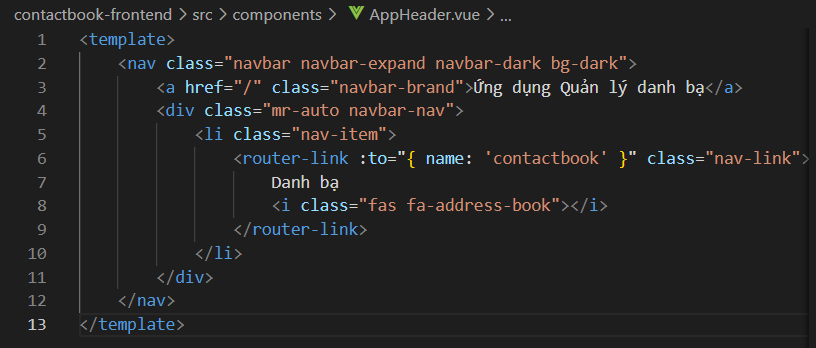 contactbook-frontend > src > components > AppHeader.vue > ...
1 <template>
2     <nav class="navbar navbar-expand navbar-dark bg-dark">
3         <a href="/" class="navbar-brand">Ứng dụng Quản lý danh bạ</a>
4         <div class="mr-auto navbar-nav">
5             <li class="nav-item">
6                 <router-link :to="{ name: 'contactbook' }" class="nav-link">
7                     Danh bạ
8                     <i class="fas fa-address-book"></i>
9                 </router-link>
10             </li>
11         </div>
12     </nav>
13 </template>